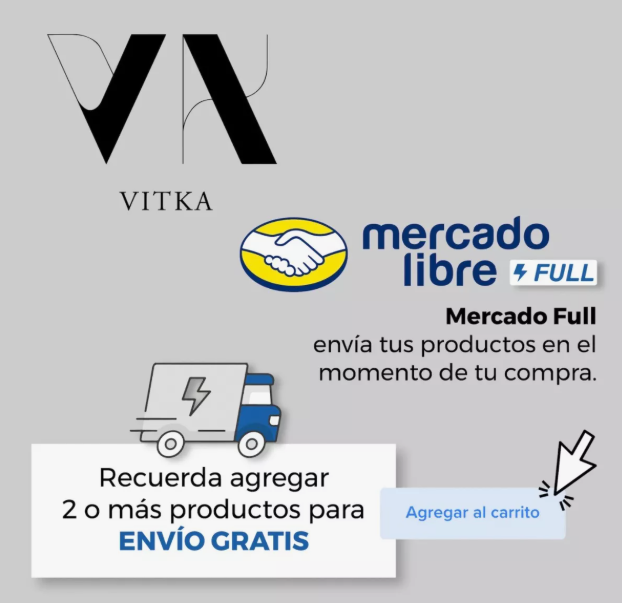 VITKA
mercado
libre FULL
Mercado Full
envía tus productos en el
momento de tu compra.
Recuerda agregar
2 o más productos para
ENVÍO GRATIS
Agregar al carrito